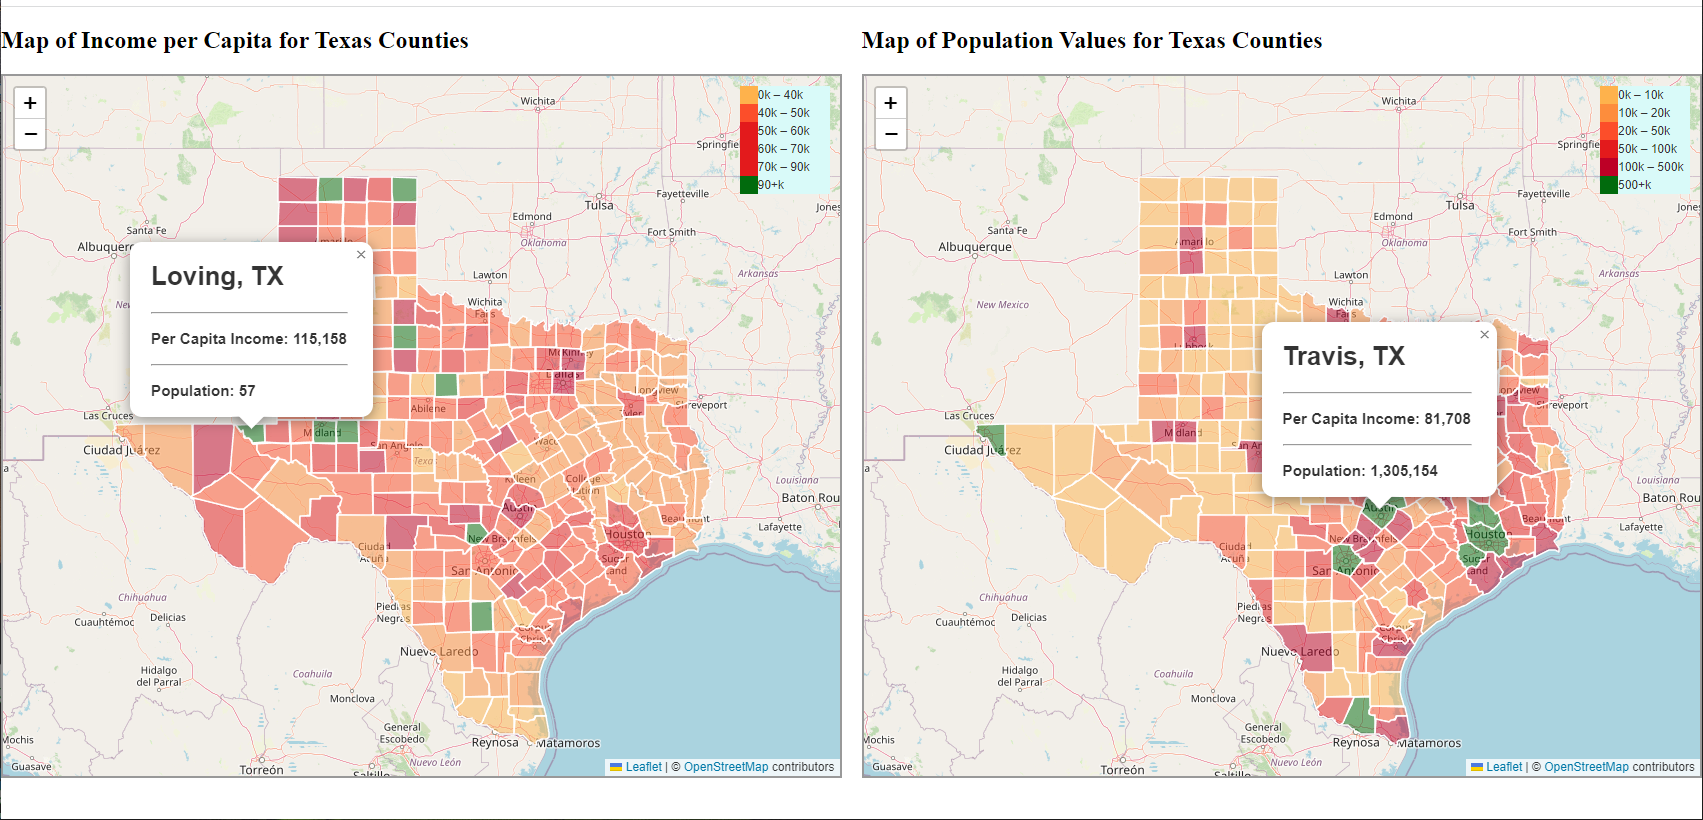 Map of Income per Capita for Texas Counties
+
−
0k – 40k
40k – 50k
50k – 60k
60k – 70k
70k – 90k
90+k
Wichita
Springfie
Fayetteville
Jones
Tulsa
Edmond
Oklahoma
Fort Smith
Santa Fe
Albuquerq
Lawton
Arkansas
Wichita
Falls
McKinney
Dallas
Longview
Shreveport
Tyler
Loving, TX
×
Per Capita Income: 115,158
Population: 57
Las Cruces
Ciudad Juárez
Abilene
Midland
San Angelo
Texas
Waco
Killeen
College
Station
Louisiana
Baton Rou
Austin
Beaumont
Lafayette
New Braunfels
Houston
Ciudad
Acuña
San Antonio
Sugar
Land
Chihuahua
Cuauhtémoc
Delicias
Piedras
Negras
Corpus
Christi
Nuevo Laredo
Hidalgo
del Parral
Coahuila
Monclova
General
Escobedo
Reynosa
Matamoros
Mochis
Guasave
Torreón
Saltillo
Nuevo León
Leaflet | © OpenStreetMap contributors
Map of Population Values for Texas Counties
+
−
0k – 10k
10k – 20k
20k – 50k
50k – 100k
100k – 500k
500+k
Wichita
Springfie
Fayetteville
Jones
Tulsa
Edmond
Oklahoma
Fort Smith
Santa Fe
Albuquerque
Amarillo
New Mexico
Lawton
Arkansas
Wichita
Falls
Lubbock
Travis, TX
×
Per Capita Income: 81,708
Population: 1,305,154
Longview
Shreveport
Las Cruces
Ciudad Juárez
Midland
San An
Louisiana
Baton Rou
Austin
Beaumont
Lafayette
New Braunfels
Houston
Ciudad
Acuña
San Antonio
Sugar
Land
Chihuahua
Cuauhtémoc
Delicias
Piedras
Negras
Corpus
Christi
Nuevo Laredo
Hidalgo
del Parral
Coahuila
Monclova
General
Escobedo
Reynosa
Matamoros
Mochis
Guasave
Torreón
Saltillo
Nuevo León
Leaflet | © OpenStreetMap contributors